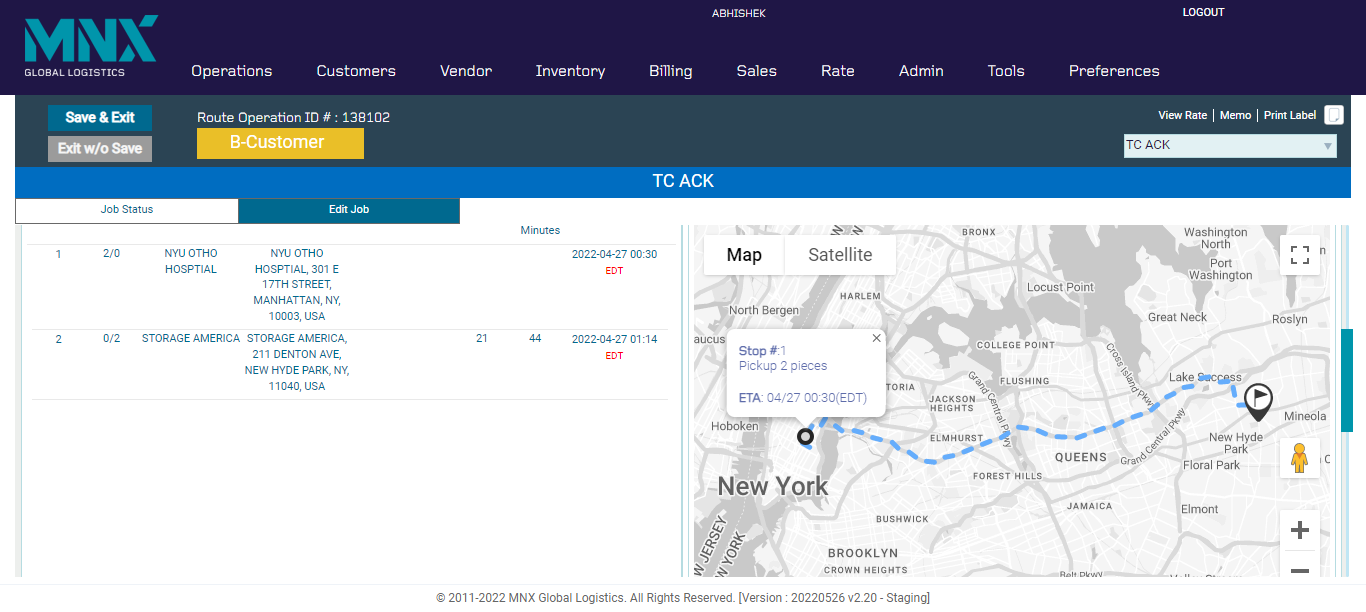 ABHISHEK
LOGOUT
MNX
GLOBAL LOGISTICS
Operations
Customers
Vendor
Inventory
Billing
Sales
Rate
Admin
Tools
Preferences
Save & Exit
Exit w/o Save
Route Operation ID # : 138102
B-Customer
View Rate | Memo | Print Label
TC ACK
TC ACK
Job Status
Edit Job
Minutes
1
2/0
NYU OTHO
HOSPTIAL
NYU OTHO
HOSPTIAL, 301 E
17TH STREET,
MANHATTAN, NY,
10003, USA
2022-04-27 00:30
EDT
2
0/2
STORAGE AMERICA
STORAGE AMERICA,
211 DENTON AVE,
NEW HYDE PARK, NY,
11040, USA
21
44
2022-04-27 01:14
EDT
Map
Satellite
BRONX
Washington
North
Port
Washington
Locust Point
HARLEM
North Bergen
Great Neck
Roslyn
aucus
COLLEGE POINT
Cross Island Pkwy
Lake Success
Stop #:1
Pickup 2 pieces
ETA: 04/27 00:30(EDT)
TORIA
FLUSHING
Grand Central Pkwy
JACKSON
HEIGHTS
Mineola
Hoboken
ELMHURST
QUEENS
Grand Central Pkwy
New Hyde
Park
Floral Park
FOREST HILLS
New York
JAMAICA
Elmont
BUSHWICK
W JERSEY
W YORK
BROOKLYN
CROWN HEIGHTS
Belt Pkwy
Valley Stream
© 2011-2022 MNX Global Logistics. All Rights Reserved. [Version : 20220526 v2.20 - Staging]